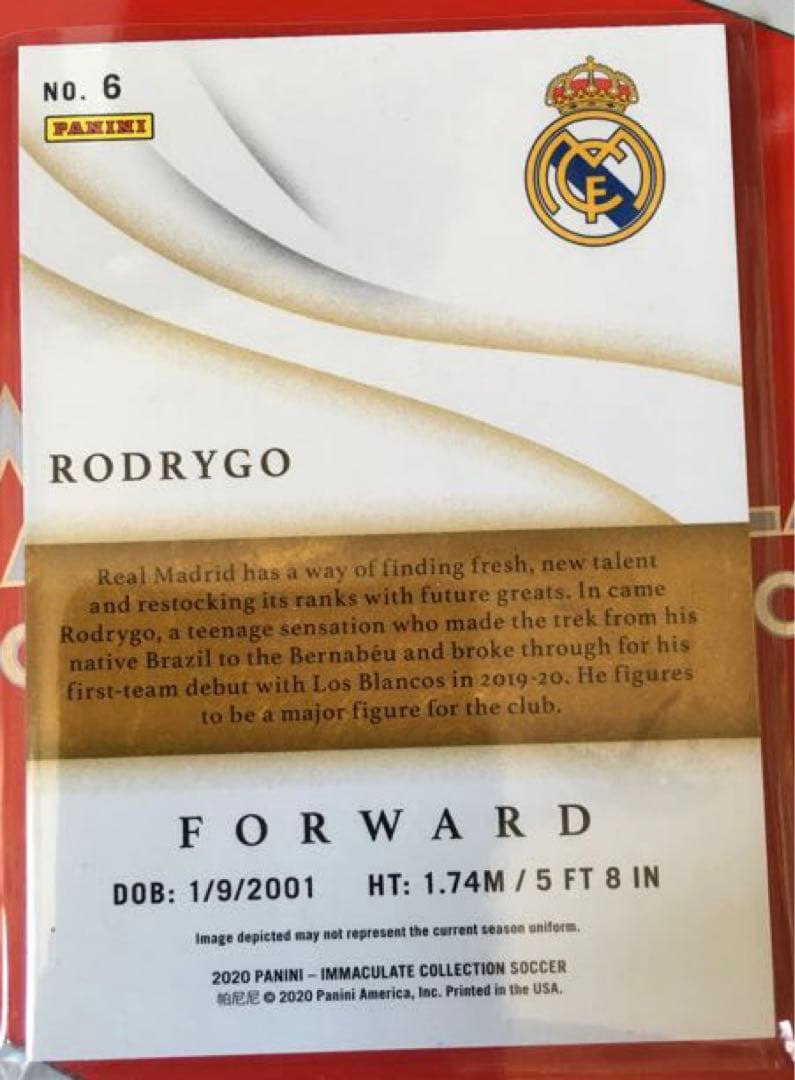 NO. 6
PANINI
RODRYGO
Real Madrid has a way of finding fresh, new talent
and restocking its ranks with future greats. In came
Rodrygo, a teenage sensation who made the trek from his
native Brazil to the Bernabéu and broke through for his
first-team debut with Los Blancos in 2019-20. He figures
to be a major figure for the club.
FORWARD
DOB: 1/9/2001 HT: 1.74M / 5 FT 8 IN
Image depicted may not represent the current season uniform.
2020 PANINI – IMMACULATE COLLECTION SOCCER
帕尼尼 © 2020 Panini America, Inc. Printed in the USA.